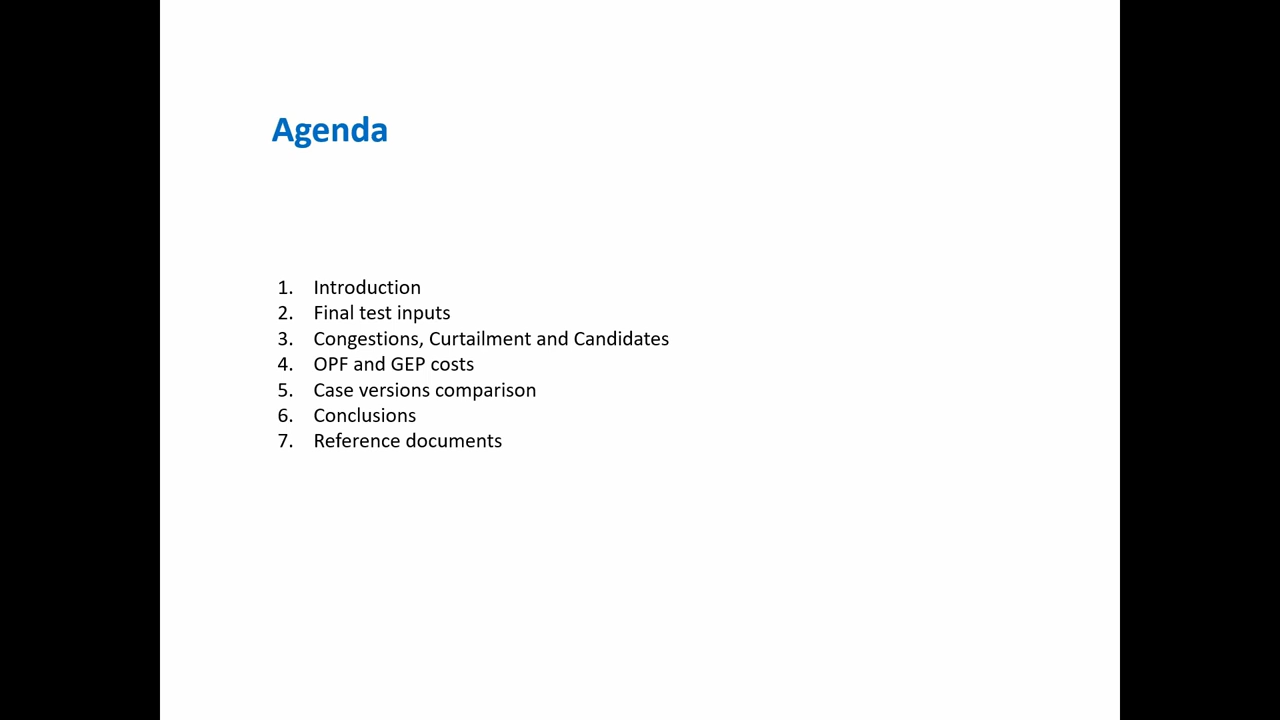 Agenda
1. Introduction
2. Final test inputs
3. Congestions, Curtailment and Candidates
4. OPF and GEP costs
5. Case versions comparison
6. Conclusions
7. Reference documents